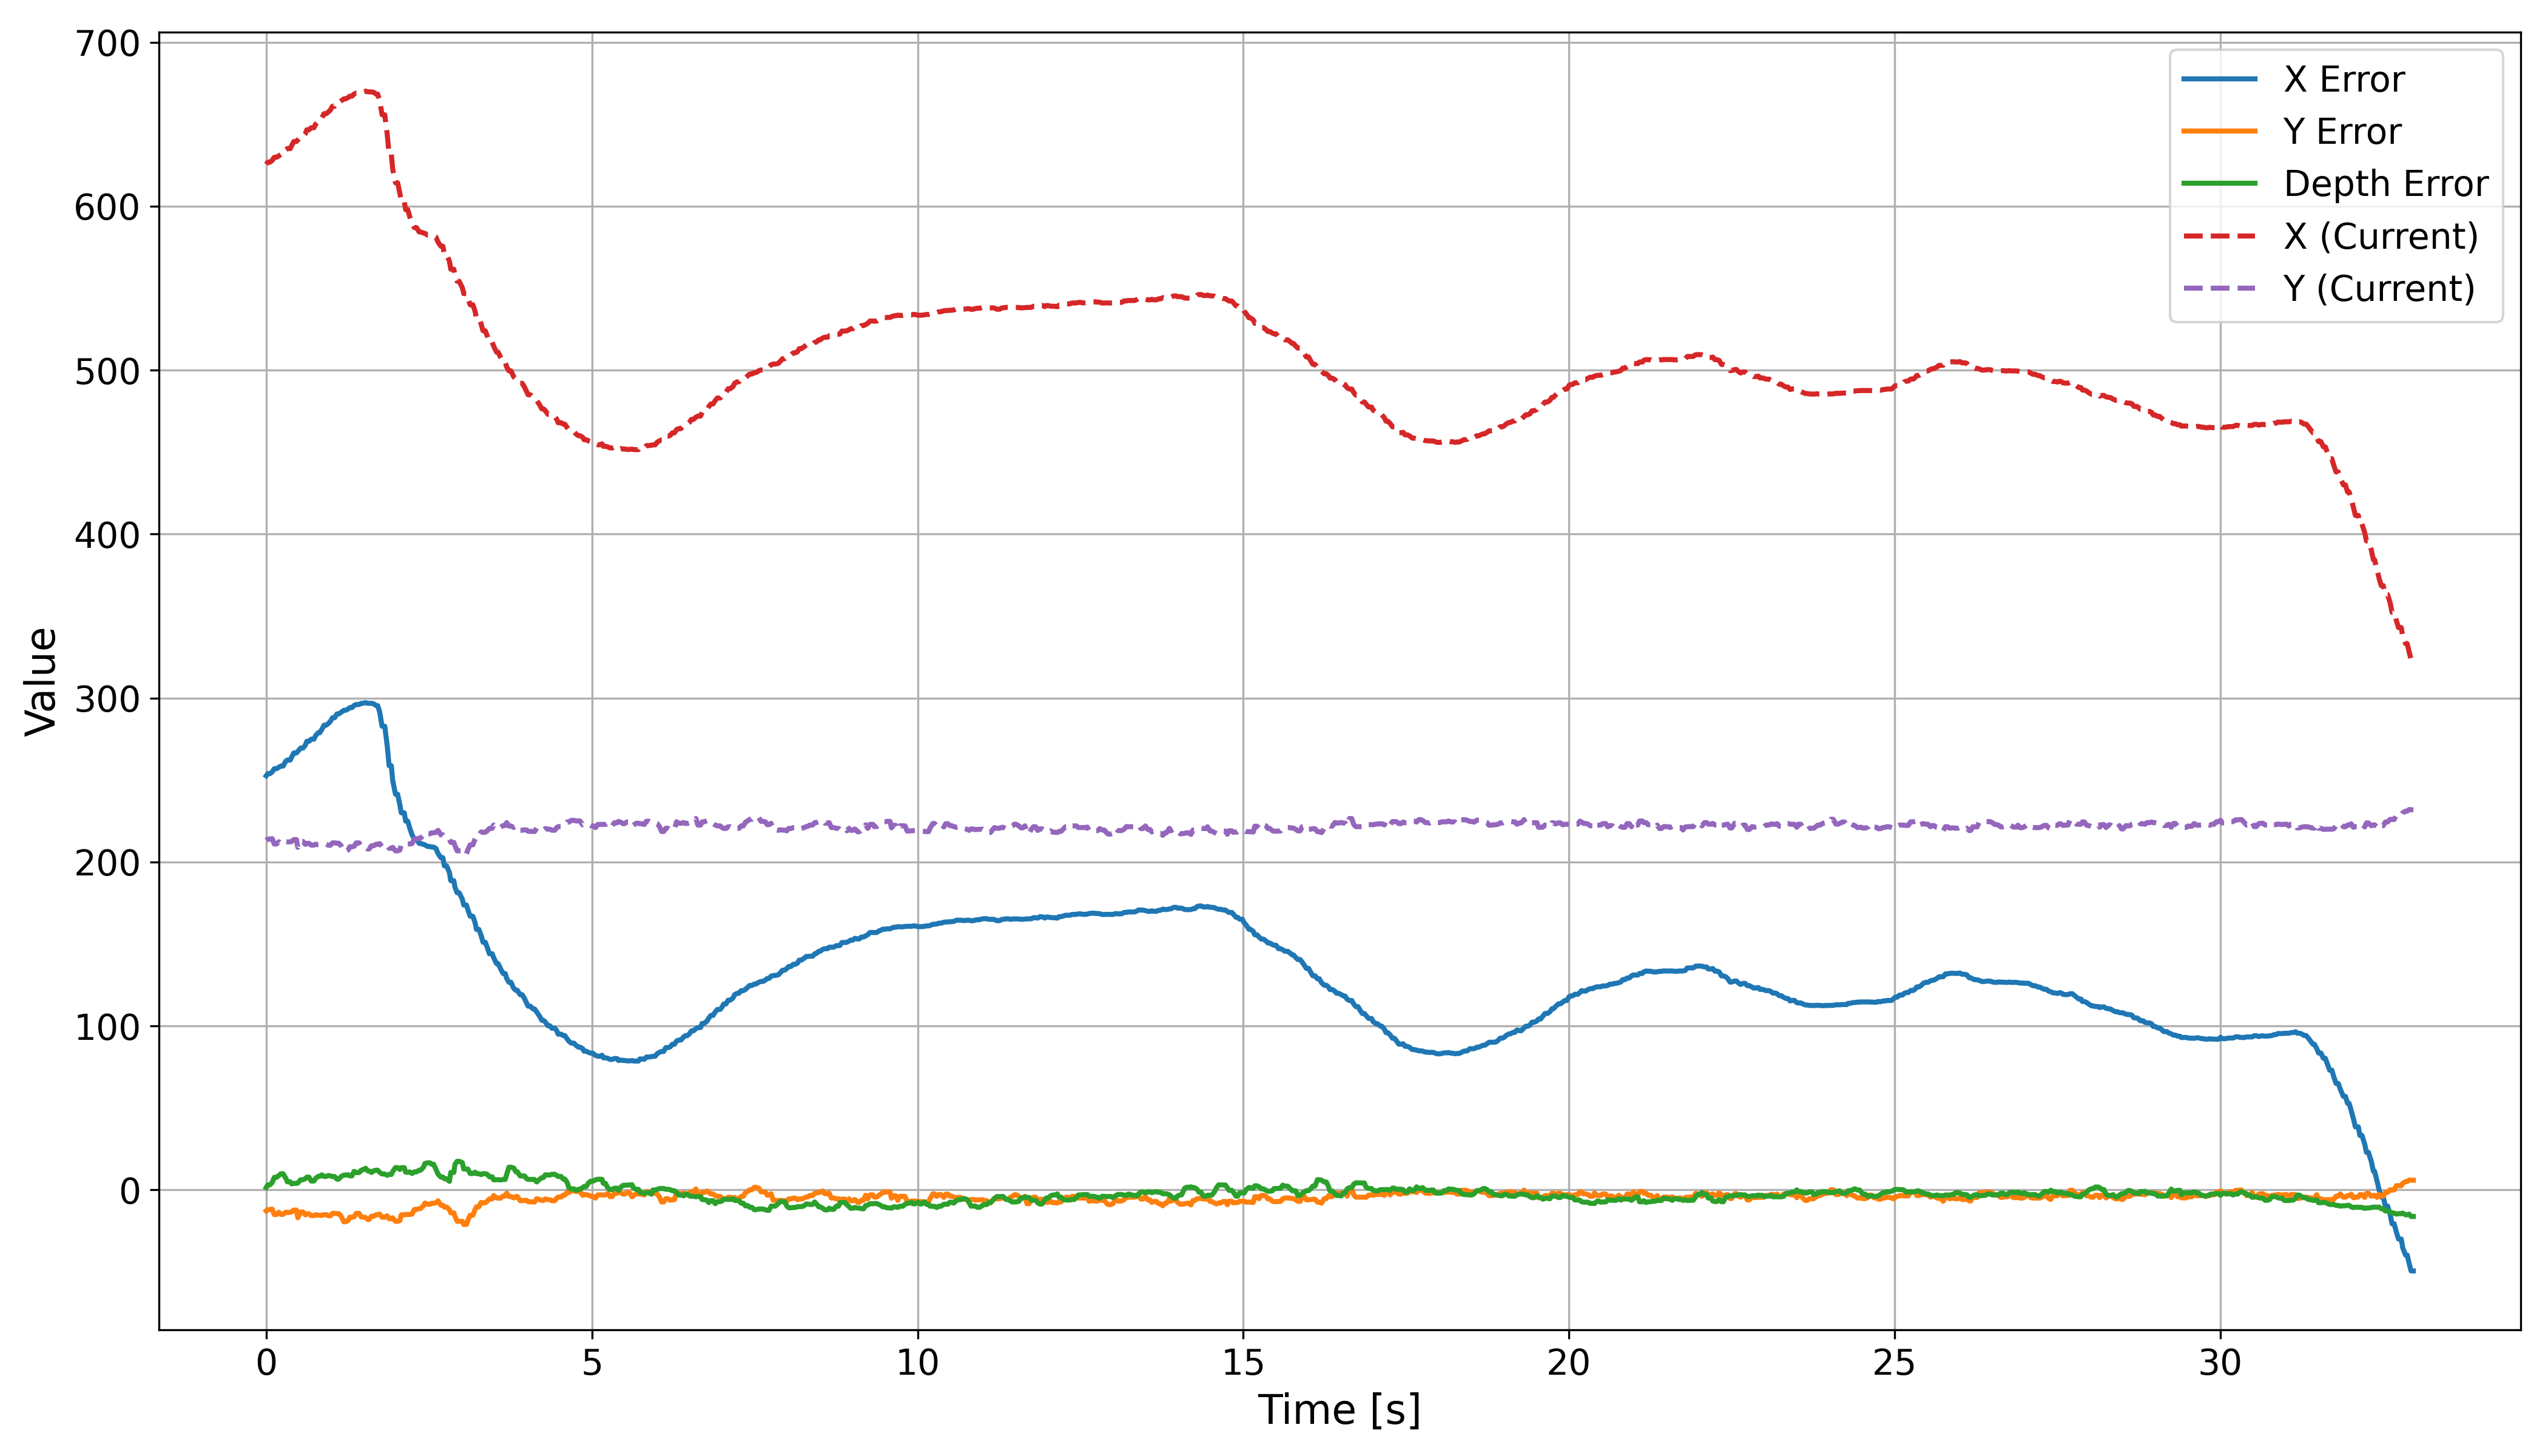 700
600
500
400
300
200
100
0
Value
0 5 10 15 20 25 30
Time [s]
X Error
Y Error
Depth Error
X (Current)
Y (Current)